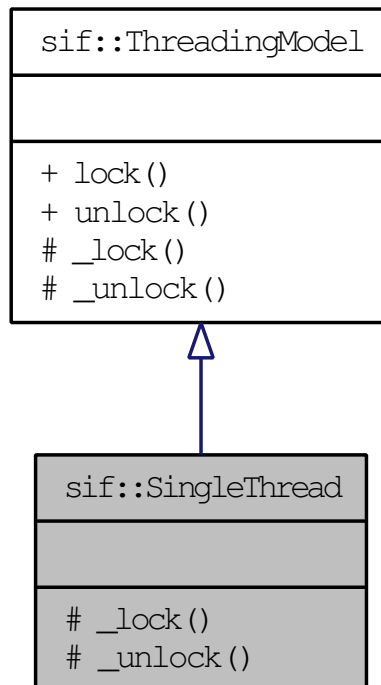 sif::ThreadingModel
+ lock()
+ unlock()
# _lock()
# _unlock()
sif::SingleThread
# _lock()
# _unlock()